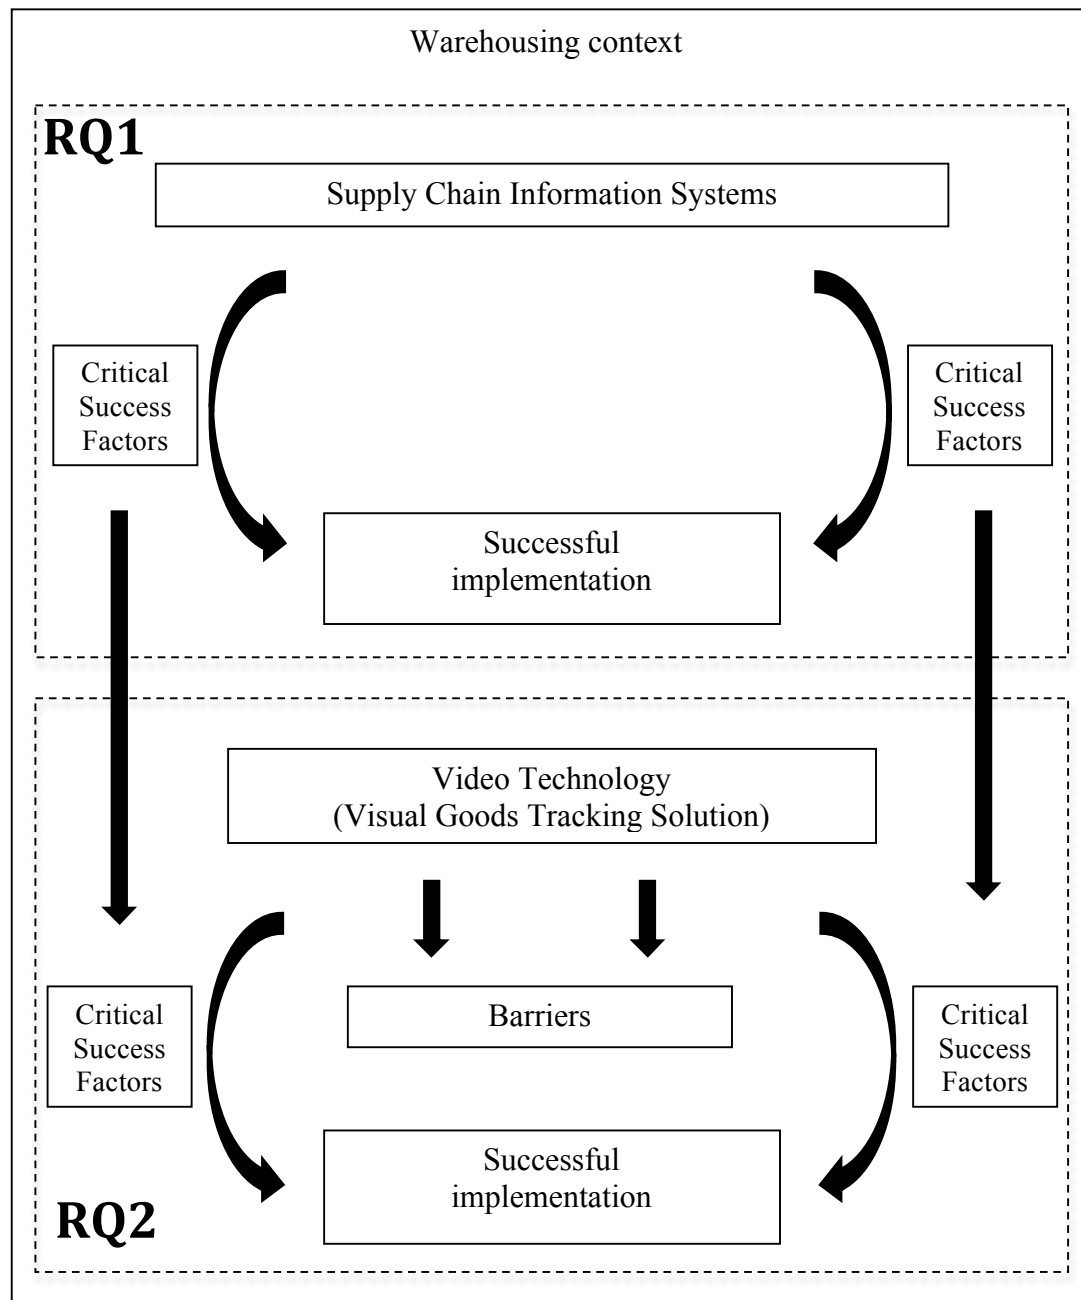 Warehousing context
RQ1
Supply Chain Information Systems
Critical
Success
Factors
Critical
Success
Factors
Successful
implementation
Video Technology
(Visual Goods Tracking Solution)
Critical
Success
Factors
Barriers
Critical
Success
Factors
Successful
implementation
RQ2